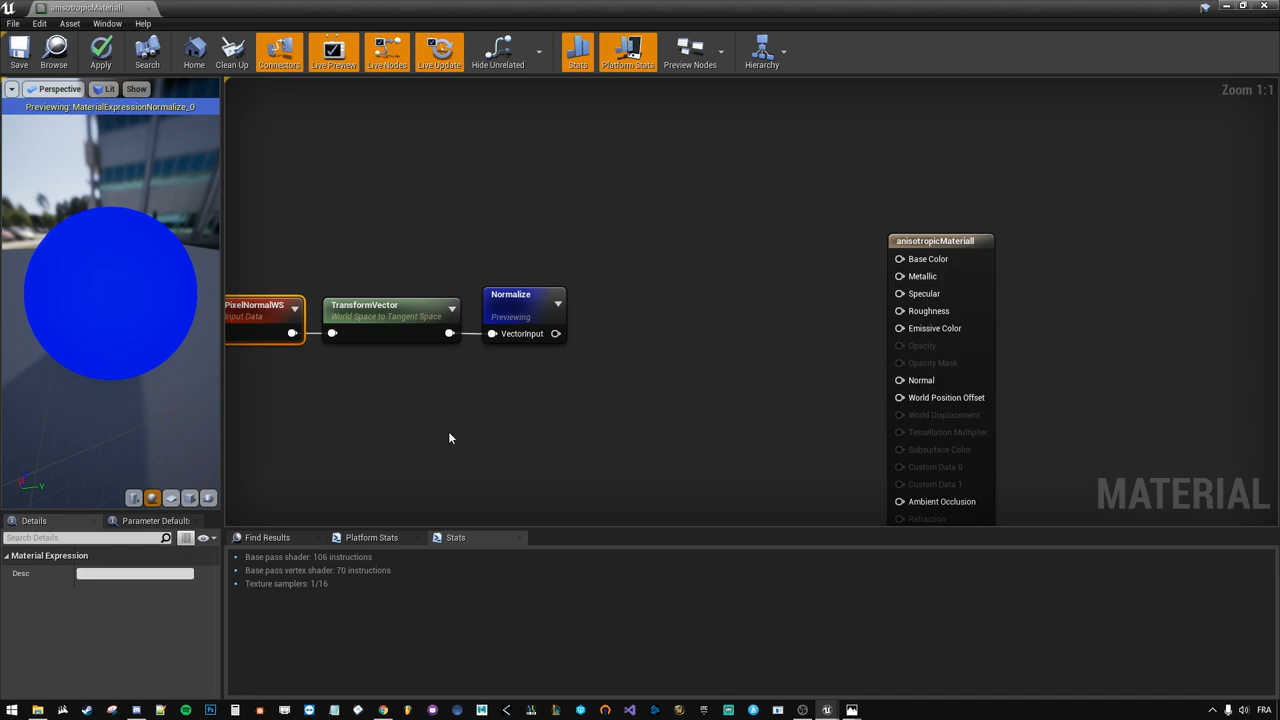 anisotropicMateriall
File Edit Asset Window Help
Save Browse Apply Search Home Clean Up Connectors Live Preview Live Nodes Live Update Hide Unrelated Stats Platform Stats Preview Nodes Hierarchy
Perspective Lit Show
Previewing: MaterialExpressionNormalize_0
Zoom 1:1
PixelNormalWS
Input Data
TransformVector
World Space to Tangent Space
Normalize
Previewing
VectorInput
anisotropicMateriall
Base Color
Metallic
Specular
Roughness
Emissive Color
Opacity
Opacity Mask
Normal
World Position Offset
World Displacement
Tessellation Multiplier
Subsurface Color
Custom Data 0
Custom Data 1
Ambient Occlusion
Refraction
MATERIAL
Y
Details Parameter Default
Search Details
Material Expression
Desc
Find Results Platform Stats Stats
Base pass shader: 106 instructions
Base pass vertex shader: 70 instructions
Texture samplers: 1/16
FRA